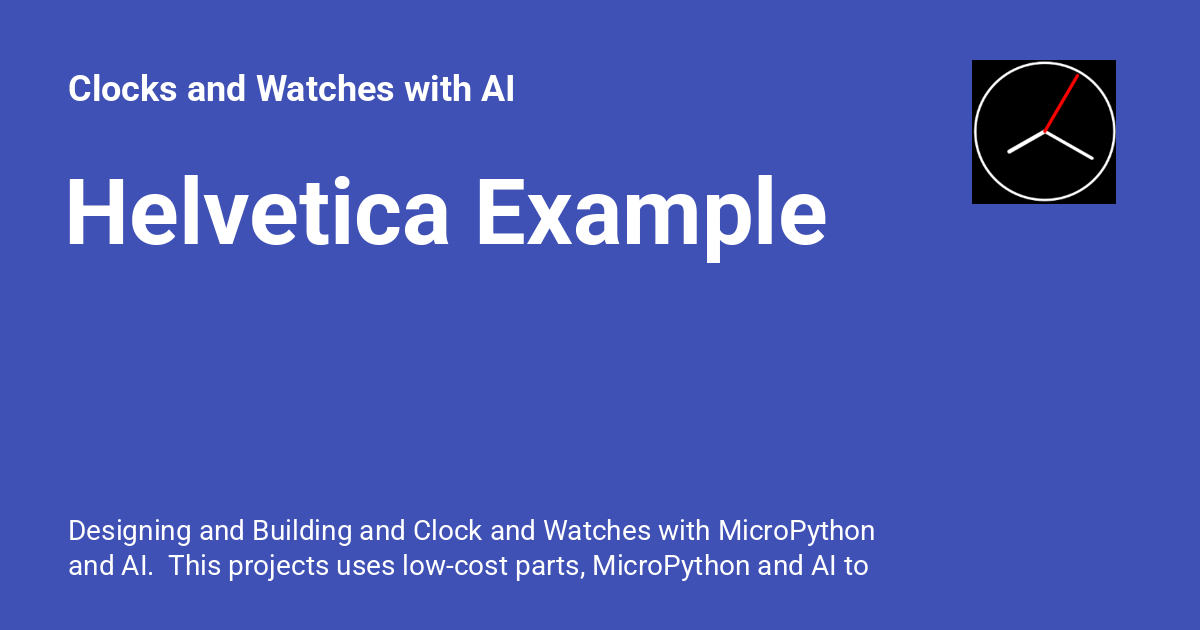 Clocks and Watches with AI
Helvetica Example
Designing and Building and Clock and Watches with MicroPython
and AI.  This projects uses low-cost parts, MicroPython and AI to